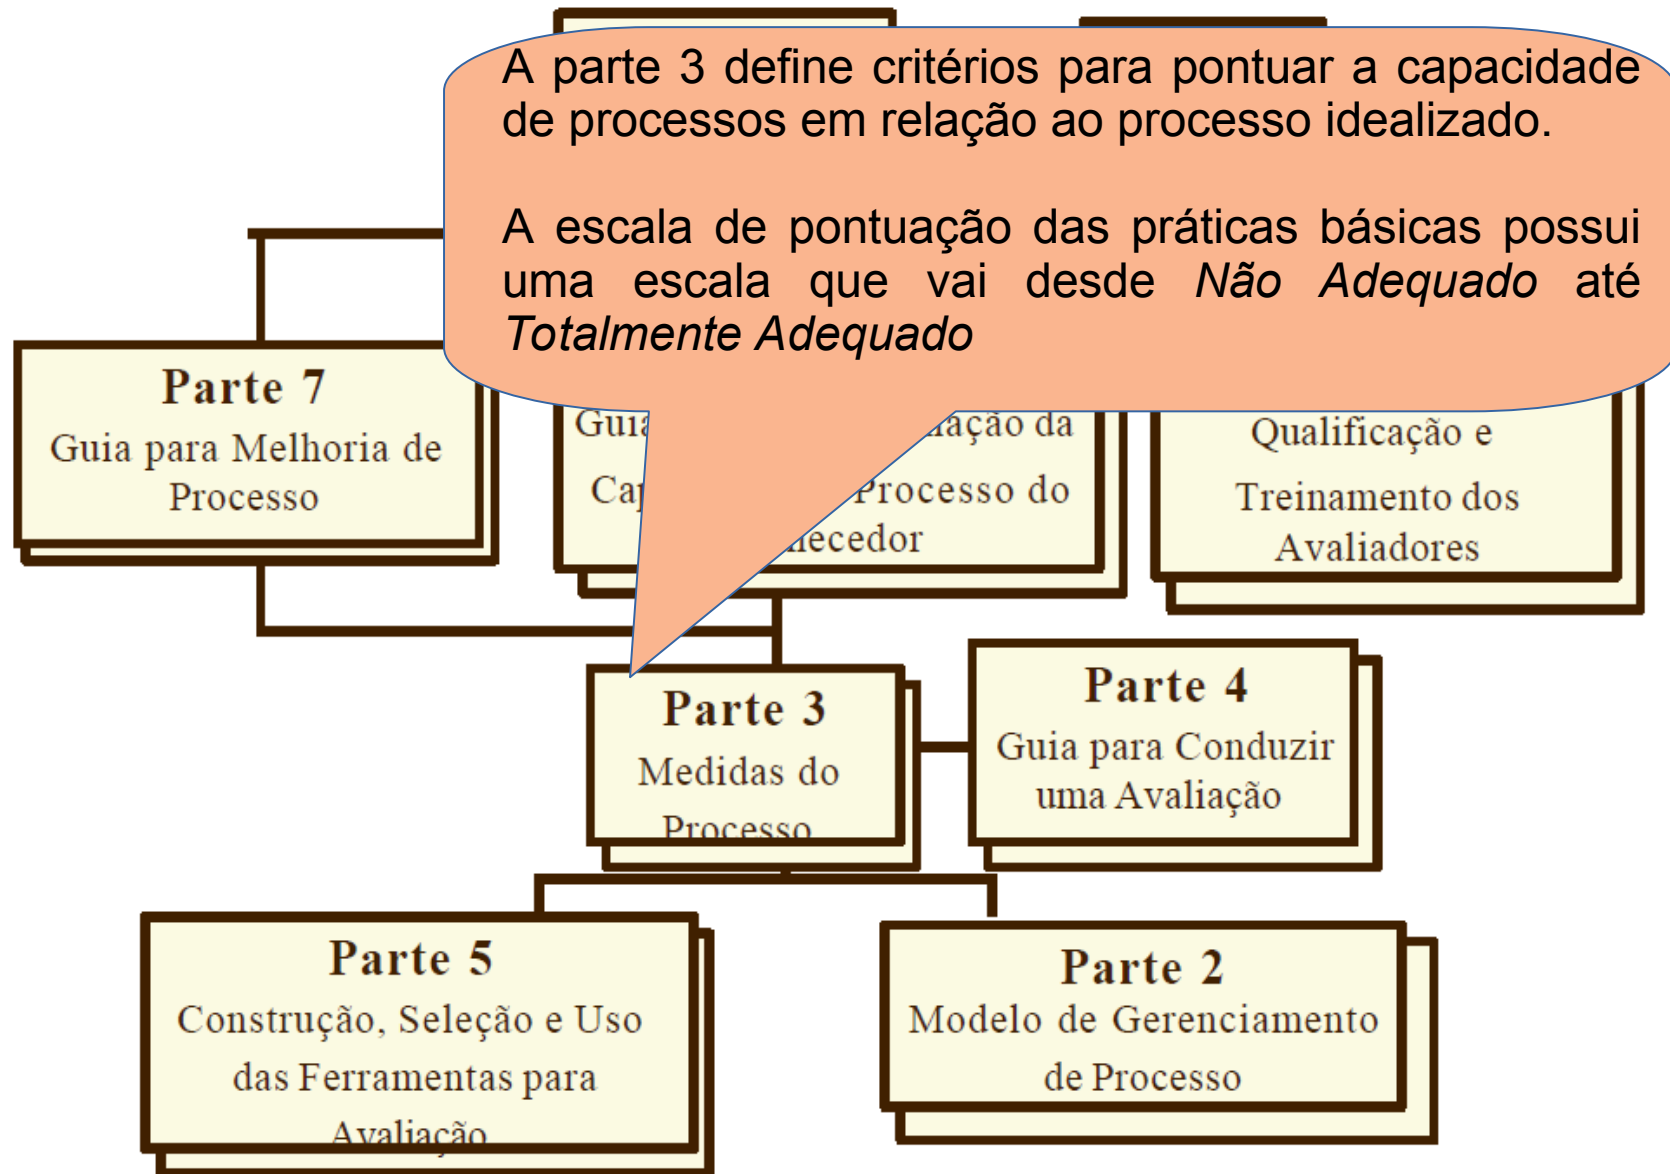 A parte 3 define critérios para pontuar a capacidade
de processos em relação ao processo idealizado.
A escala de pontuação das práticas básicas possui
uma escala que vai desde Não Adequado até
Totalmente Adequado
Parte 7
Guia para Melhoria de
Processo
da
Processo do
Qualificação e
Treinamento dos
Avaliadores
Parte 3
Medidas do
Processo
Parte 4
Guia para Conduzir
uma Avaliação
Parte 5
Construção, Seleção e Uso
das Ferramentas para
Avaliação
Parte 2
Modelo de Gerenciamento
de Processo